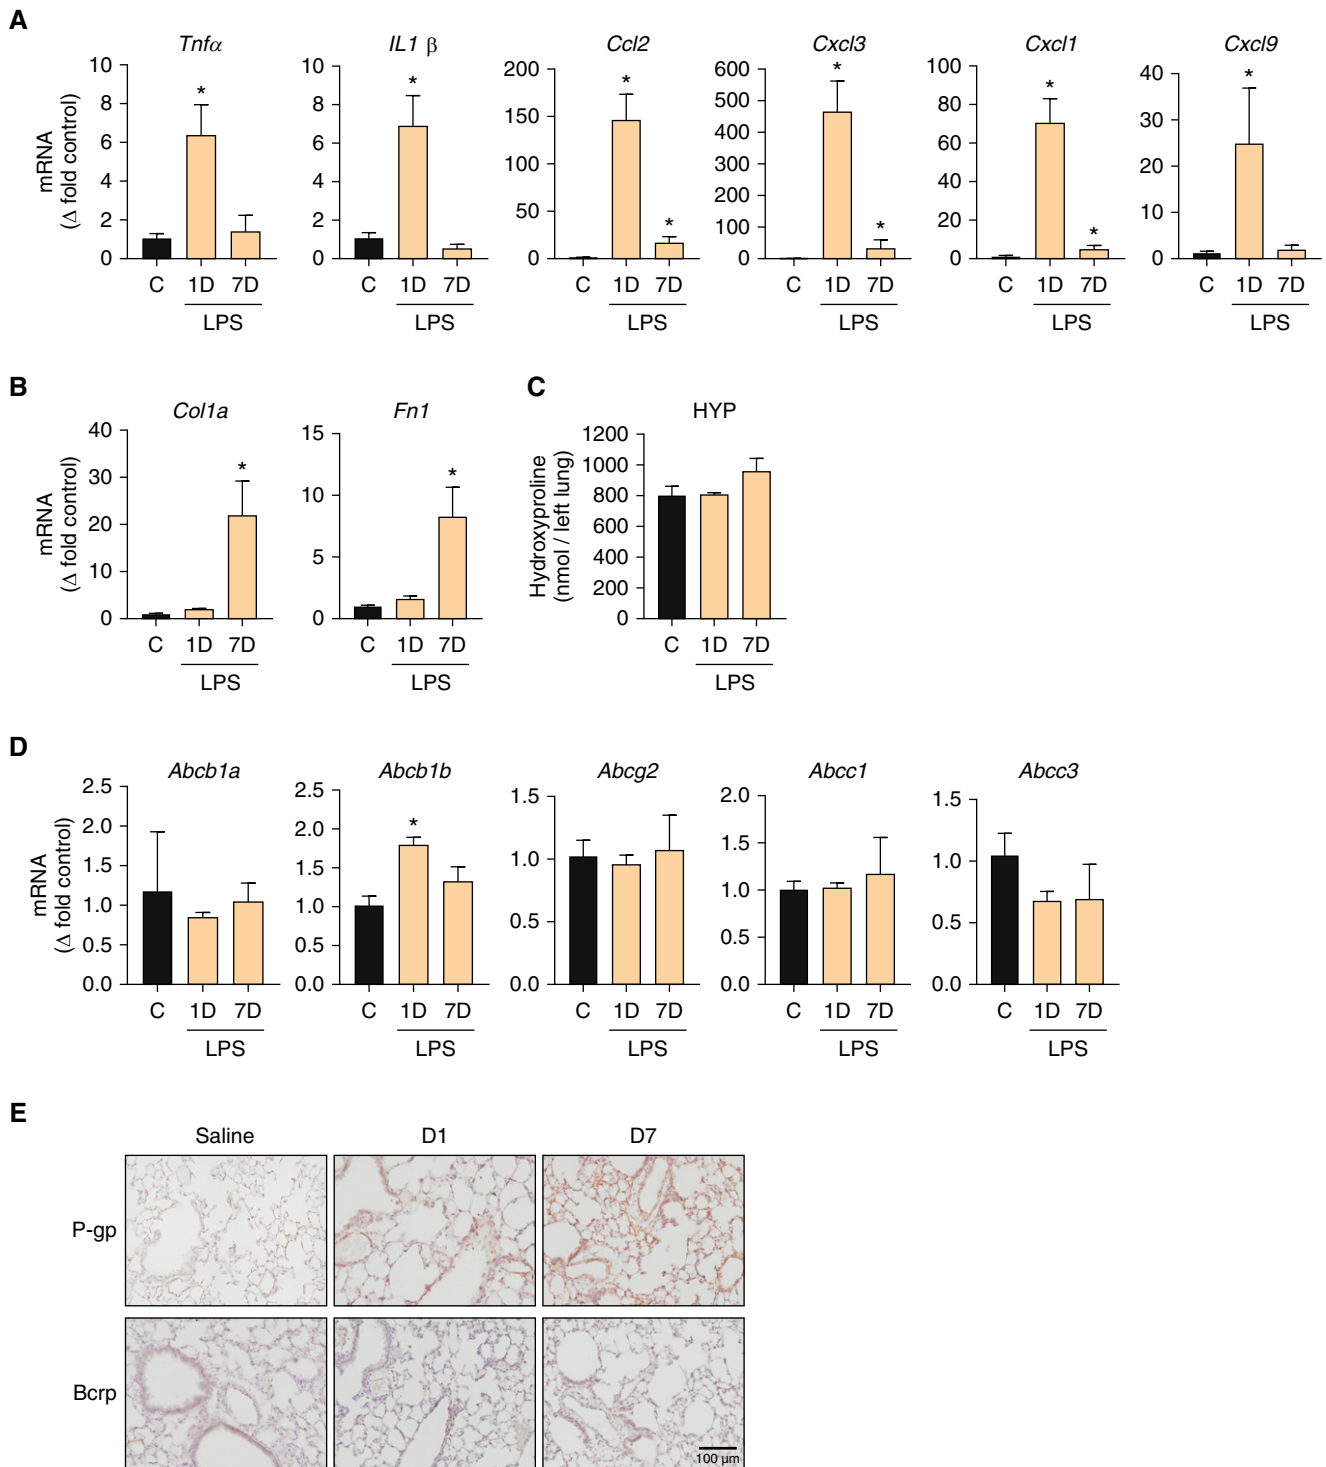 A
Tnfα IL1 β Ccl2 Cxcl3 Cxcl1 Cxcl9
mRNA
(Δ fold control)
10
8
6
4
2
0
10
8
6
4
2
0
200
150
100
50
0
600
500
400
300
200
100
0
100
80
60
40
20
0
40
30
20
10
0
* * * * * * * * *
C 1D 7D C 1D 7D C 1D 7D C 1D 7D C 1D 7D C 1D 7D
LPS LPS LPS LPS LPS LPS
B
Col1a Fn1
mRNA
(Δ fold control)
40
30
20
10
0
15
10
5
0
* *
C 1D 7D C 1D 7D
LPS LPS
C
HYP
Hydroxyproline
(nmol / left lung)
1200
1000
800
600
400
200
0
C 1D 7D
LPS
D
Abcb1a Abcb1b Abcg2 Abcc1 Abcc3
mRNA
(Δ fold control)
2.5
2.0
1.5
1.0
0.5
0.0
2.5
2.0
1.5
1.0
0.5
0.0
1.5
1.0
0.5
0.0
2.0
1.5
1.0
0.5
0.0
1.5
1.0
0.5
0.0
*
C 1D 7D C 1D 7D C 1D 7D C 1D 7D C 1D 7D
LPS LPS LPS LPS LPS
E
Saline D1 D7
P-gp
Bcrp
100 µm